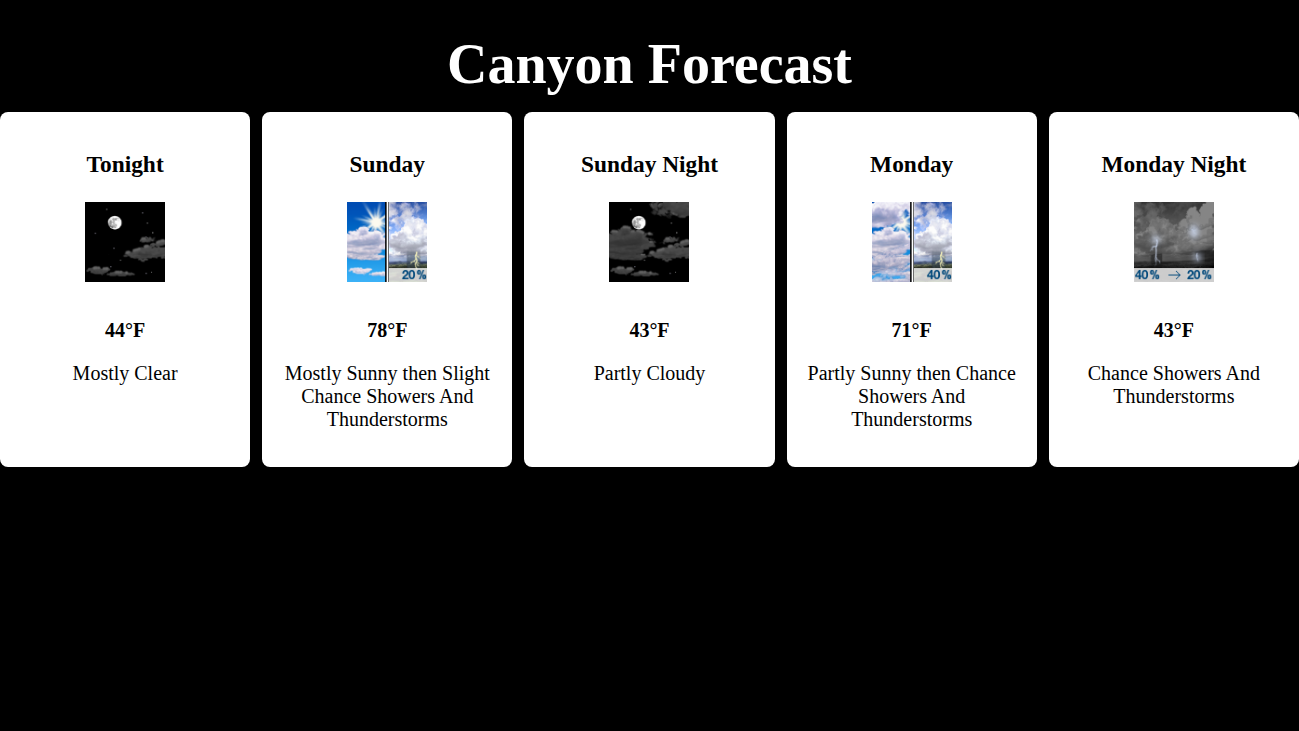 Canyon Forecast
Tonight
44°F
Mostly Clear
Sunday
20%
78°F
Mostly Sunny then Slight
Chance Showers And
Thunderstorms
Sunday Night
43°F
Partly Cloudy
Monday
40%
71°F
Partly Sunny then Chance
Showers And
Thunderstorms
Monday Night
40% → 20%
43°F
Chance Showers And
Thunderstorms